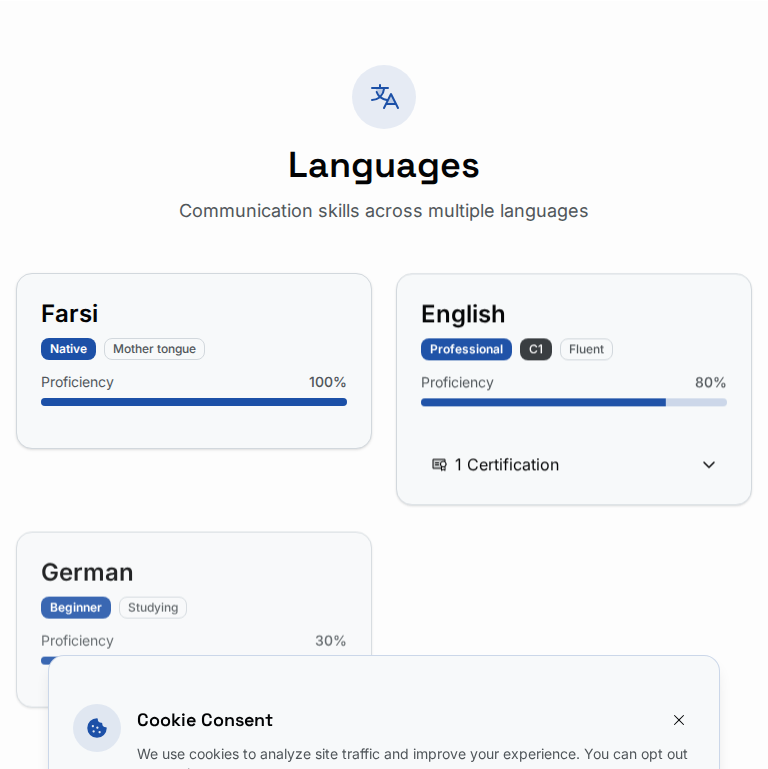 文A
Languages
Communication skills across multiple languages
Farsi
Native Mother tongue
Proficiency 100%
English
Professional C1 Fluent
Proficiency 80%
1 Certification
German
Beginner Studying
Proficiency 30%
Cookie Consent
We use cookies to analyze site traffic and improve your experience. You can opt out